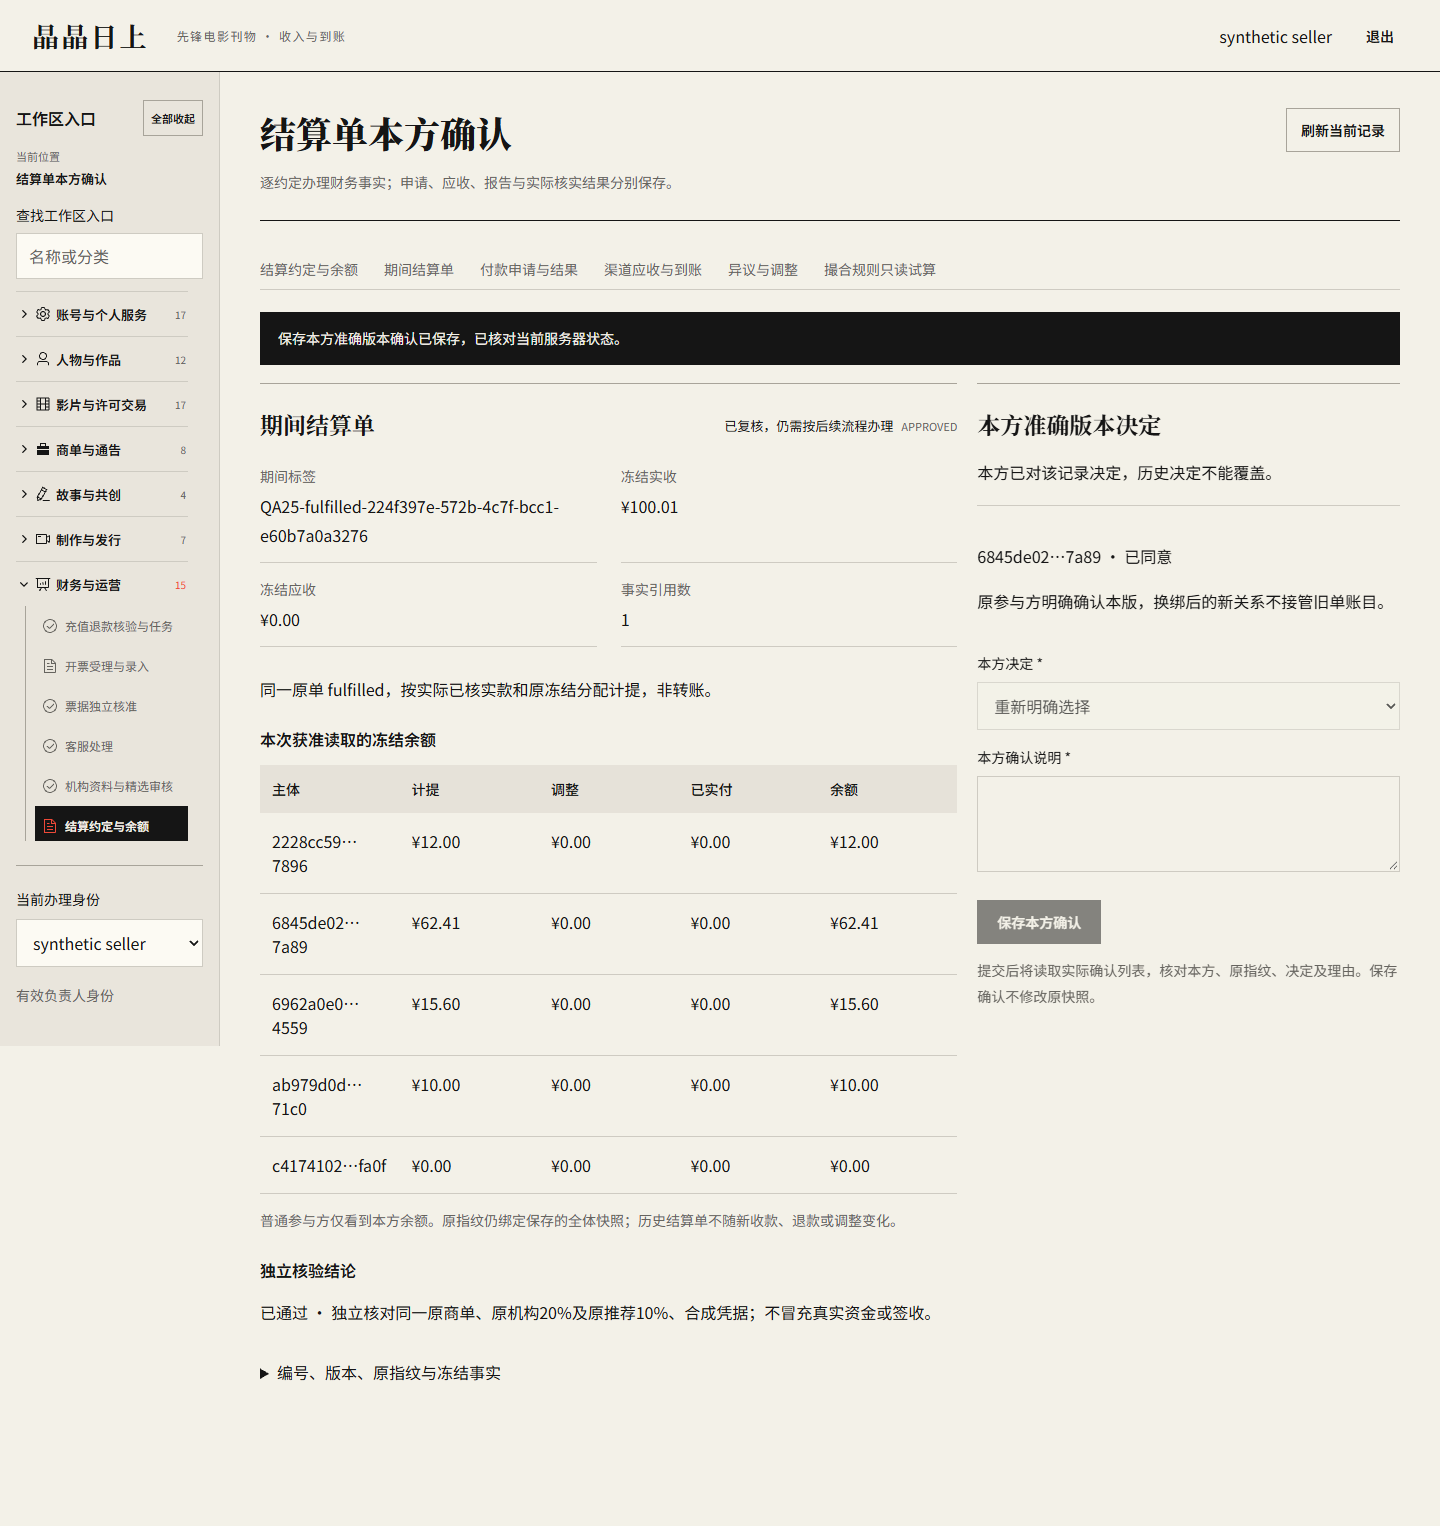 晶晶日上
先锋电影刊物 · 收入与到账
synthetic seller
退出
工作区入口
全部收起
当前位置
结算单本方确认
查找工作区入口
名称或分类
账号与个人服务 17
人物与作品 12
影片与许可交易 17
商单与通告 8
故事与共创 4
制作与发行 7
财务与运营 15
充值退款核验与任务
开票受理与录入
票据独立核准
客服处理
机构资料与精选审核
结算约定与余额
当前办理身份
synthetic seller
有效负责人身份
结算单本方确认
刷新当前记录
逐约定办理财务事实；申请、应收、报告与实际核实结果分别保存。
结算约定与余额 期间结算单 付款申请与结果 渠道应收与到账 异议与调整 撮合规则只读试算
保存本方准确版本确认已保存，已核对当前服务器状态。
期间结算单
已复核，仍需按后续流程办理 APPROVED
期间标签
QA25-fulfilled-224f397e-572b-4c7f-bcc1-
e60b7a0a3276
冻结实收
¥100.01
冻结应收
¥0.00
事实引用数
1
同一原单 fulfilled，按实际已核实款和原冻结分配计提，非转账。
本次获准读取的冻结余额
主体 计提 调整 已实付 余额
2228cc59…
7896 ¥12.00 ¥0.00 ¥0.00 ¥12.00
6845de02…
7a89 ¥62.41 ¥0.00 ¥0.00 ¥62.41
6962a0e0…
4559 ¥15.60 ¥0.00 ¥0.00 ¥15.60
ab979d0d…
71c0 ¥10.00 ¥0.00 ¥0.00 ¥10.00
c4174102…fa0f ¥0.00 ¥0.00 ¥0.00 ¥0.00
普通参与方仅看到本方余额。原指纹仍绑定保存的全体快照；历史结算单不随新收款、退款或调整变化。
独立核验结论
已通过 · 独立核对同一原商单、原机构20%及原推荐10%、合成凭据；不冒充真实资金或签收。
▶ 编号、版本、原指纹与冻结事实
本方准确版本决定
本方已对该记录决定，历史决定不能覆盖。
6845de02…7a89 · 已同意
原参与方明确确认本版，换绑后的新关系不接管旧单账目。
本方决定 *
重新明确选择
本方确认说明 *
保存本方确认
提交后将读取实际确认列表，核对本方、原指纹、决定及理由。保存
确认不修改原快照。